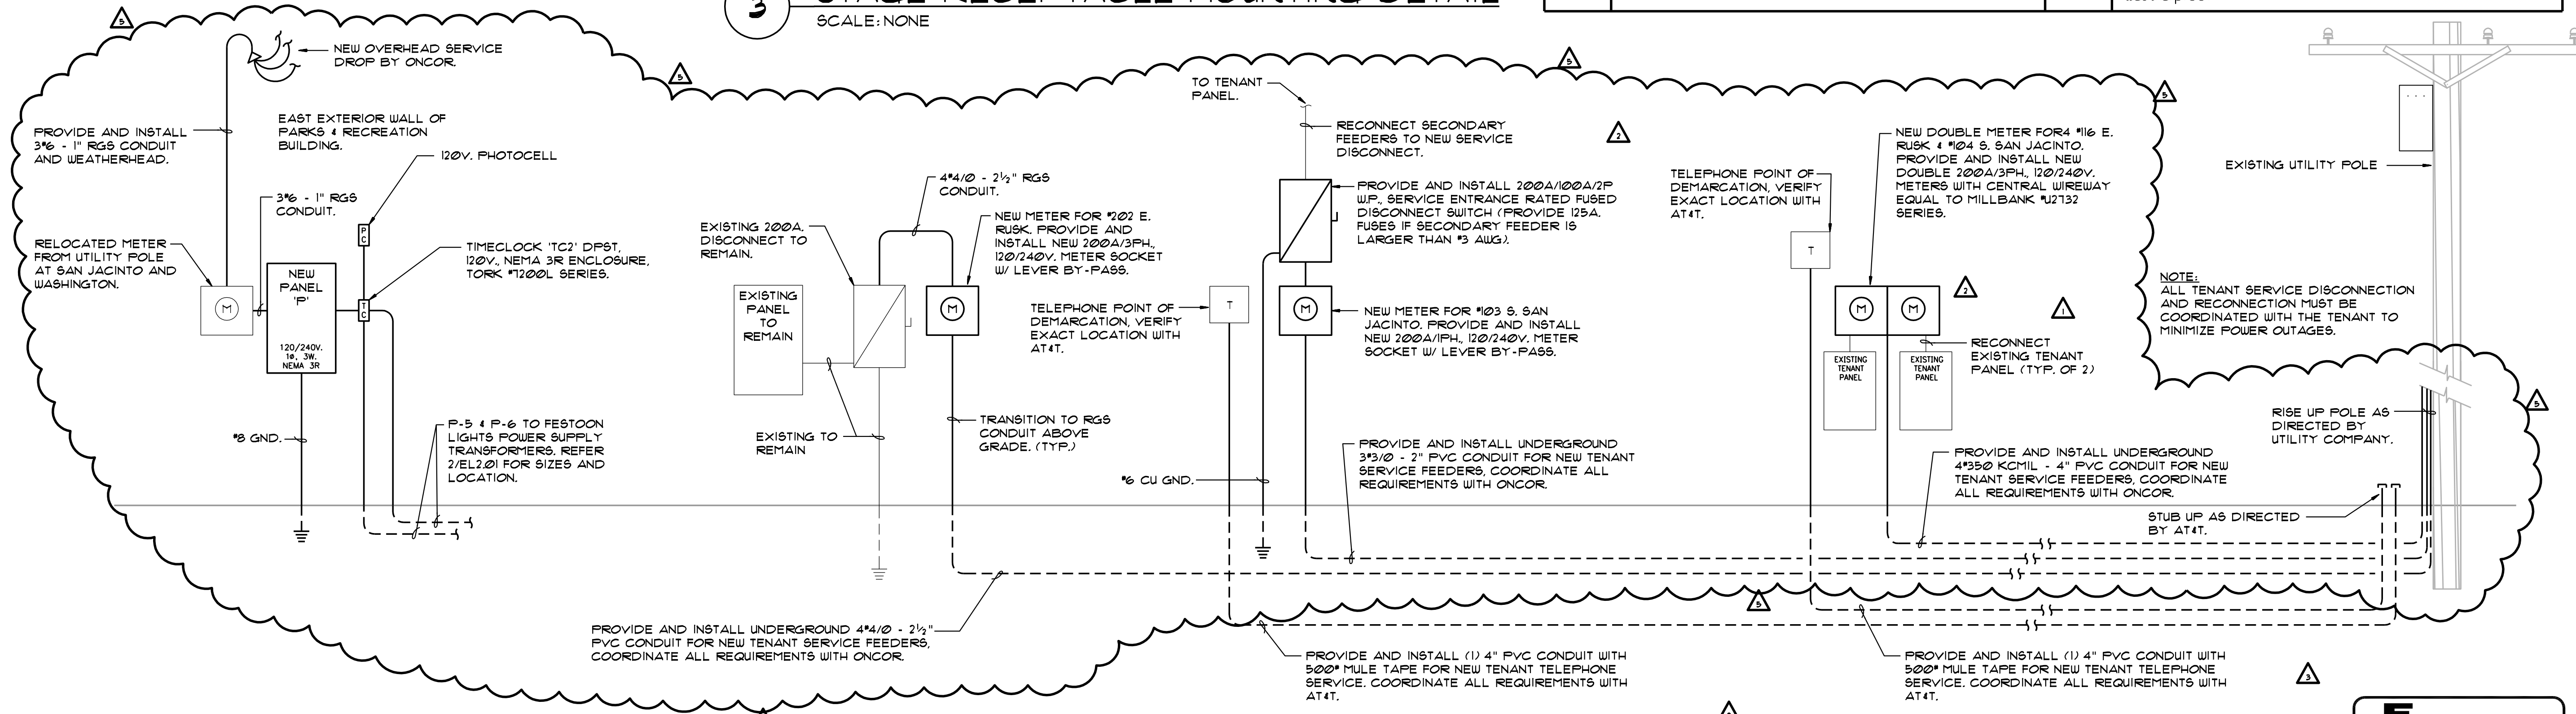 3
SCALE: NONE
5
NEW OVERHEAD SERVICE
DROP BY ONCOR.
PROVIDE AND INSTALL
3#6 - 1" RGS CONDUIT
AND WEATHERHEAD.
EAST EXTERIOR WALL OF
PARKS & RECREATION
BUILDING.
120V. PHOTOCELL
3#6 - 1" RGS
CONDUIT.
RELOCATED METER
FROM UTILITY POLE
AT SAN JACINTO AND
WASHINGTON.
M
NEW
PANEL
'P'
120/240V.
1Ø, 3W.
NEMA 3R
P
C
T
C
TIMECLOCK 'TC2' DPST,
120V., NEMA 3R ENCLOSURE,
TORK #7200L SERIES.
#8 GND.
P-5 & P-6 TO FESTOON
LIGHTS POWER SUPPLY
TRANSFORMERS. REFER
2/EL2.01 FOR SIZES AND
LOCATION.
5
4#4/0 - 2½" RGS
CONDUIT.
EXISTING 200A.
DISCONNECT TO
REMAIN.
EXISTING
PANEL
TO
REMAIN
M
NEW METER FOR #202 E.
RUSK. PROVIDE AND
INSTALL NEW 200A/3PH.,
120/240V. METER SOCKET
W/ LEVER BY-PASS.
EXISTING TO
REMAIN
TRANSITION TO RGS
CONDUIT ABOVE
GRADE. (TYP.)
PROVIDE AND INSTALL UNDERGROUND 4#4/0 - 2½"
PVC CONDUIT FOR NEW TENANT SERVICE FEEDERS,
COORDINATE ALL REQUIREMENTS WITH ONCOR.
TELEPHONE POINT OF
DEMARCATION, VERIFY
EXACT LOCATION WITH
AT&T.
T
TO TENANT
PANEL.
5
RECONNECT SECONDARY
FEEDERS TO NEW SERVICE
DISCONNECT.
2
PROVIDE AND INSTALL 200A/100A/2P
W.P., SERVICE ENTRANCE RATED FUSED
DISCONNECT SWITCH (PROVIDE 125A.
FUSES IF SECONDARY FEEDER IS
LARGER THAN #3 AWG).
M
NEW METER FOR #103 S. SAN
JACINTO. PROVIDE AND INSTALL
NEW 200A/1PH., 120/240V. METER
SOCKET W/ LEVER BY-PASS.
#6 CU GND.
PROVIDE AND INSTALL UNDERGROUND
3#3/0 - 2" PVC CONDUIT FOR NEW TENANT
SERVICE FEEDERS, COORDINATE ALL
REQUIREMENTS WITH ONCOR.
TELEPHONE POINT OF
DEMARCATION, VERIFY
EXACT LOCATION WITH
AT&T.
T
NEW DOUBLE METER FOR4 #116 E.
RUSK & #104 S. SAN JACINTO.
PROVIDE AND INSTALL NEW
DOUBLE 200A/3PH., 120/240V.
METERS WITH CENTRAL WIREWAY
EQUAL TO MILLBANK #U2732
SERIES.
M
M
2
1
EXISTING
TENANT
PANEL
EXISTING
TENANT
PANEL
RECONNECT
EXISTING TENANT
PANEL (TYP. OF 2)
PROVIDE AND INSTALL UNDERGROUND
4#350 KCMIL - 4" PVC CONDUIT FOR NEW
TENANT SERVICE FEEDERS, COORDINATE
ALL REQUIREMENTS WITH ONCOR.
5
EXISTING UTILITY POLE
NOTE:
ALL TENANT SERVICE DISCONNECTION
AND RECONNECTION MUST BE
COORDINATED WITH THE TENANT TO
MINIMIZE POWER OUTAGES.
RISE UP POLE AS
DIRECTED BY
UTILITY COMPANY.
5
STUB UP AS DIRECTED
BY AT&T.
5
PROVIDE AND INSTALL (1) 4" PVC CONDUIT WITH
500# MULE TAPE FOR NEW TENANT TELEPHONE
SERVICE. COORDINATE ALL REQUIREMENTS WITH
AT&T.
PROVIDE AND INSTALL (1) 4" PVC CONDUIT WITH
500# MULE TAPE FOR NEW TENANT TELEPHONE
SERVICE. COORDINATE ALL REQUIREMENTS WITH
AT&T.
3